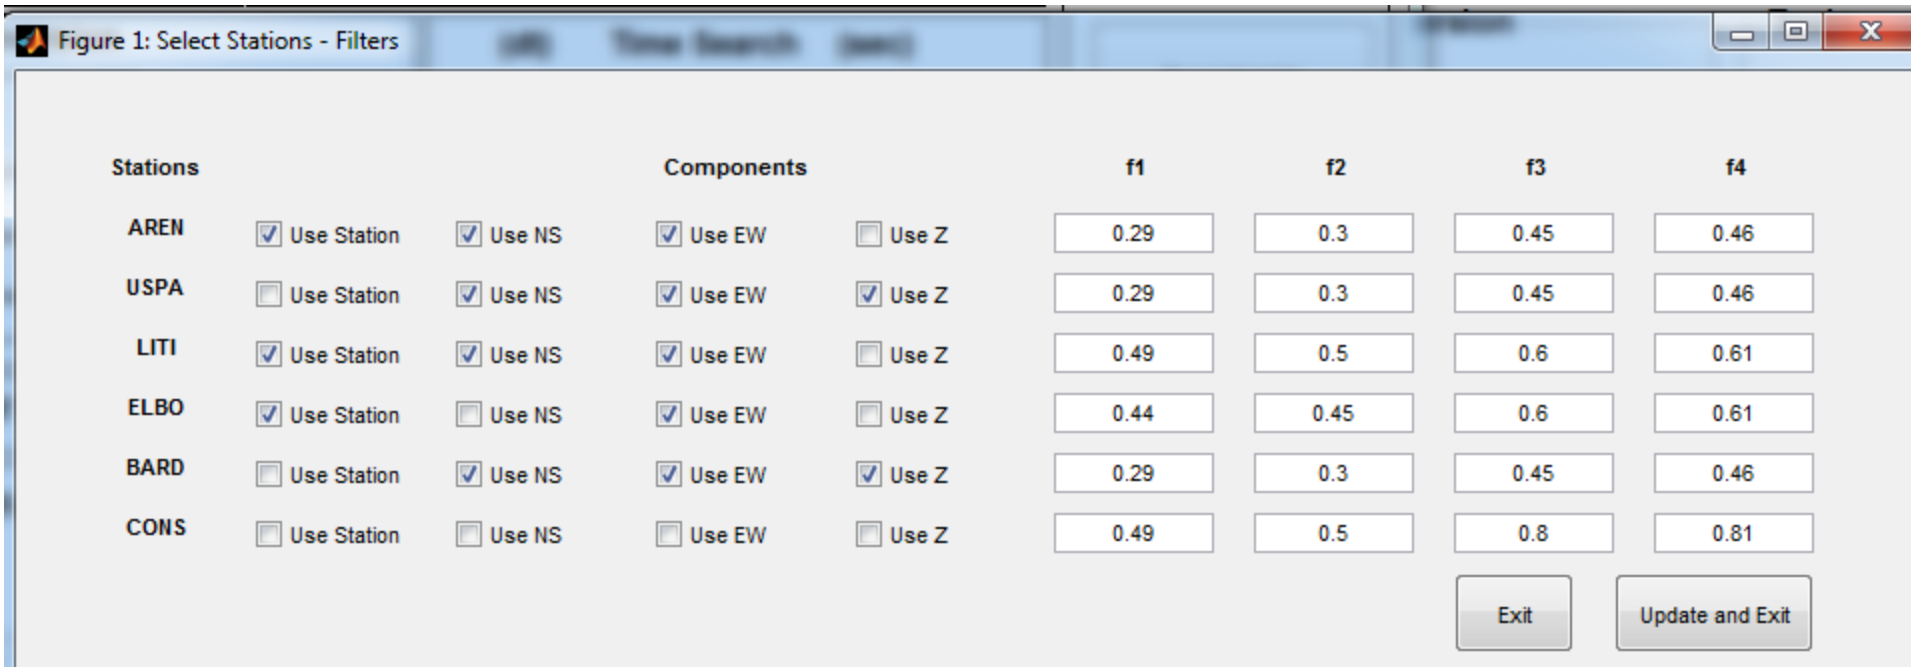 (dt) Time Search (sec)
Figure 1: Select Stations - Filters
Stations Components f1 f2 f3 f4
AREN Use Station Use NS Use EW Use Z 0.29 0.3 0.45 0.46
USPA Use Station Use NS Use EW Use Z 0.29 0.3 0.45 0.46
LITI Use Station Use NS Use EW Use Z 0.49 0.5 0.6 0.61
ELBO Use Station Use NS Use EW Use Z 0.44 0.45 0.6 0.61
BARD Use Station Use NS Use EW Use Z 0.29 0.3 0.45 0.46
CONS Use Station Use NS Use EW Use Z 0.49 0.5 0.8 0.81
Exit Update and Exit